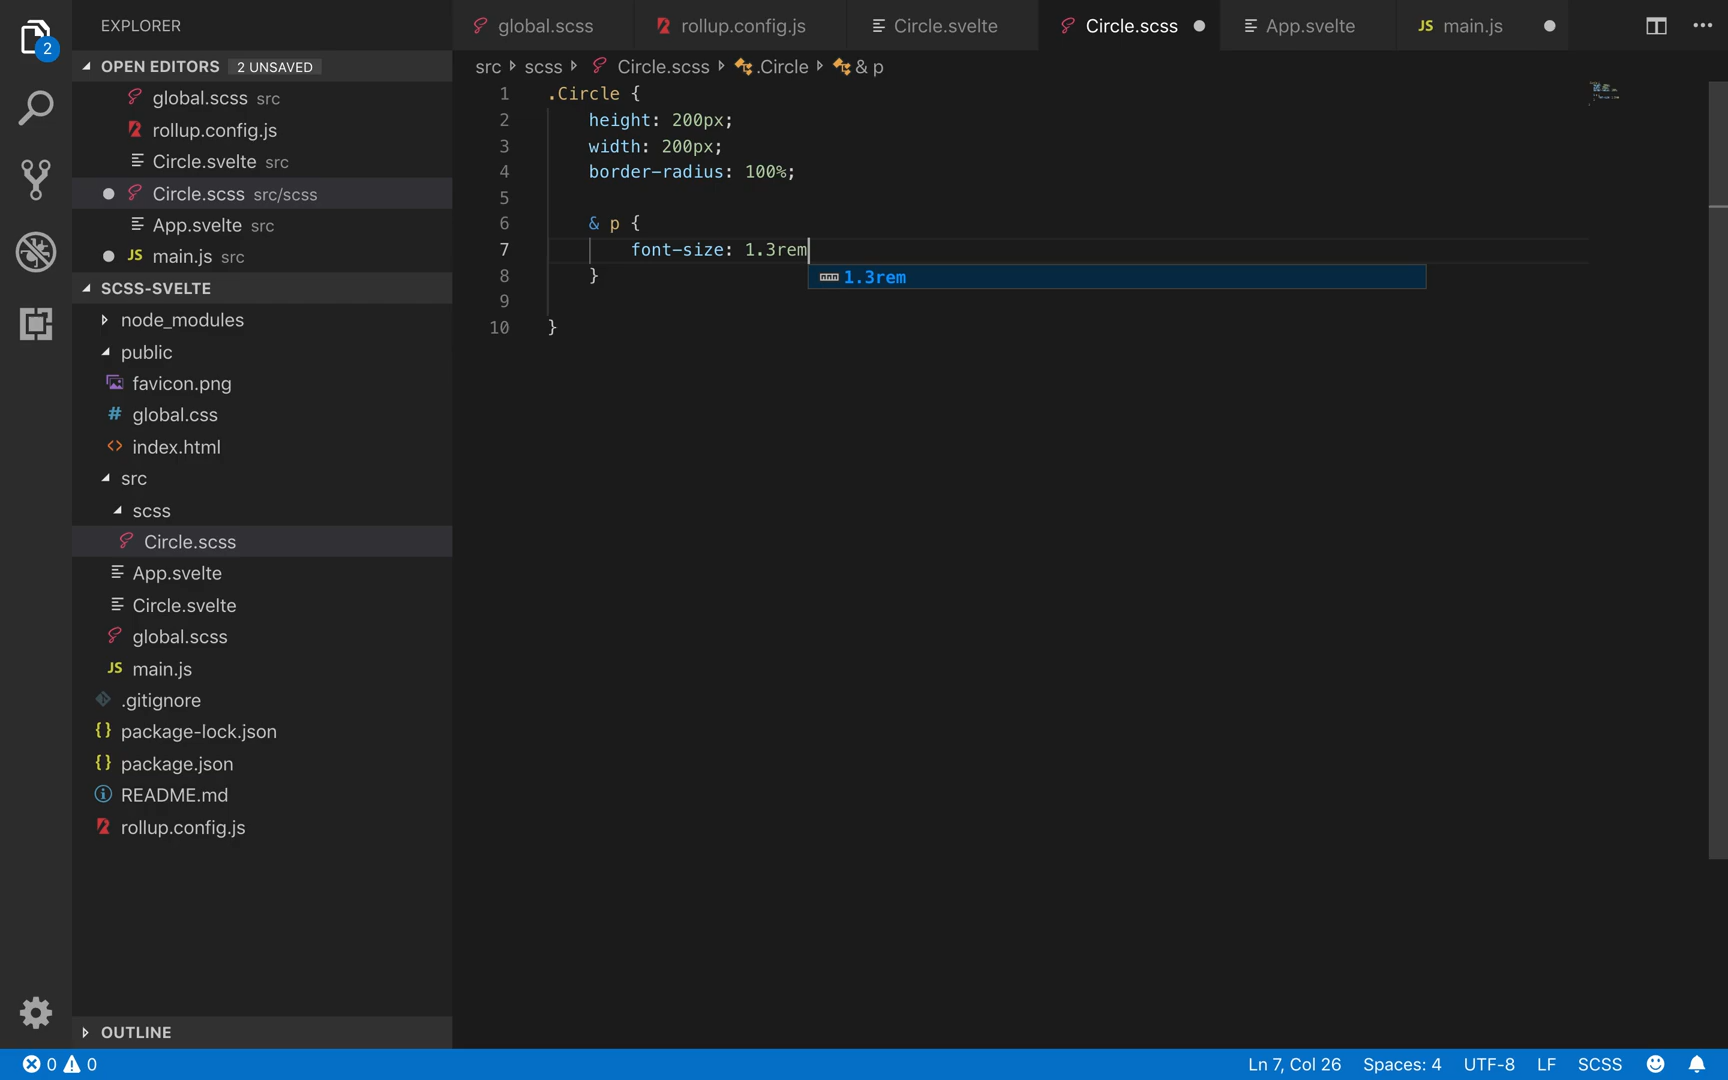 EXPLORER
2
OPEN EDITORS 2 UNSAVED
global.scss src
rollup.config.js
Circle.svelte src
Circle.scss src/scss
App.svelte src
JS main.js src
SCSS-SVELTE
node_modules
public
favicon.png
# global.css
<> index.html
src
scss
Circle.scss
App.svelte
Circle.svelte
global.scss
JS main.js
.gitignore
{} package-lock.json
{} package.json
README.md
rollup.config.js
OUTLINE
global.scss rollup.config.js Circle.svelte Circle.scss App.svelte JS main.js
src scss Circle.scss .Circle & p
1 .Circle {
2 height: 200px;
3 width: 200px;
4 border-radius: 100%;
5
6 & p {
7 font-size: 1.3rem
1.3rem
8 }
9
10 }
0 0 Ln 7, Col 26 Spaces: 4 UTF-8 LF SCSS